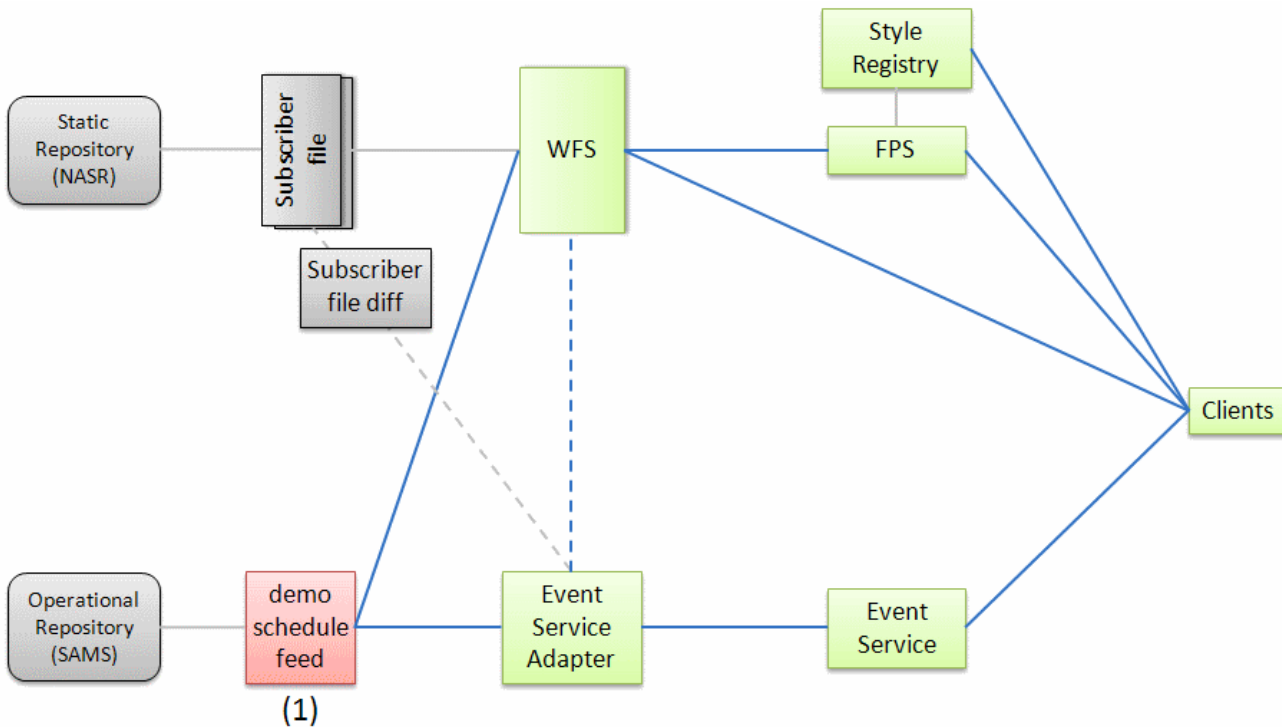 Style
Registry
Static
Repository
(NASR)
Subscriber
file
WFS
FPS
Subscriber
file diff
Clients
Operational
Repository
(SAMS)
demo
schedule
feed
Event
Service
Adapter
Event
Service
(1)